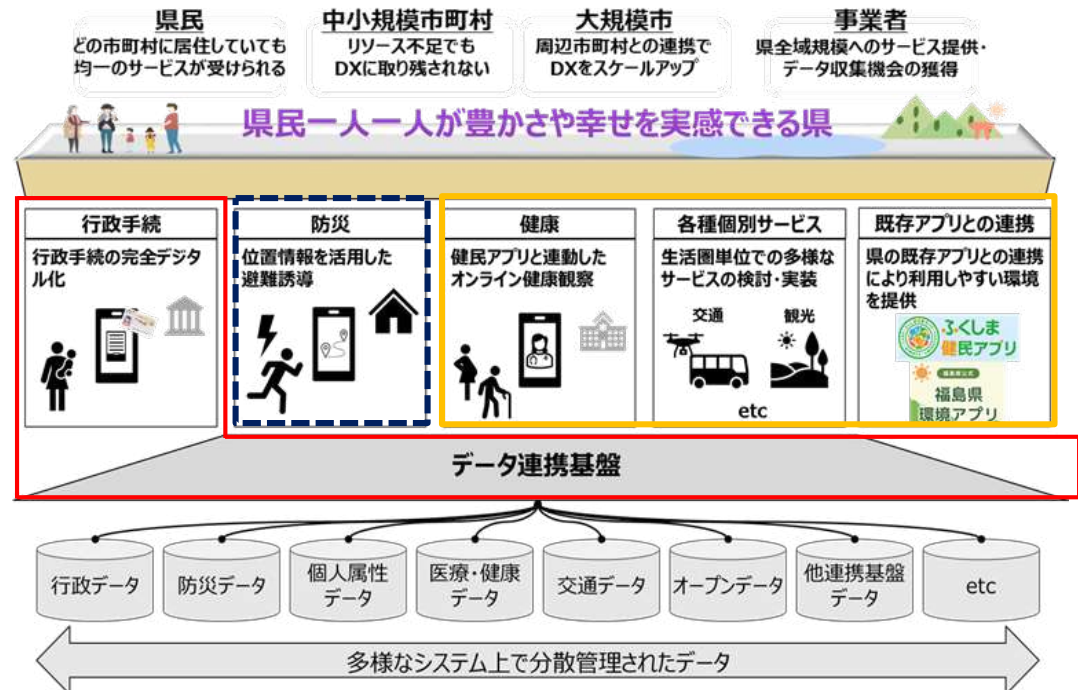 県民
どの市町村に居住していても
均一のサービスが受けられる
中小規模市町村
リソース不足でも
DXに取り残されない
大規模市
周辺市町村との連携で
DXをスケールアップ
事業者
県全域規模へのサービス提供・
データ収集機会の獲得
県民一人一人が豊かさや幸せを実感できる県
行政手続
行政手続の完全デジタ
ル化
防災
位置情報を活用した
避難誘導
健康
健民アプリと連動した
オンライン健康観察
各種個別サービス
生活圏単位での多様な
サービスの検討・実装
交通
観光
etc
既存アプリとの連携
県の既存アプリとの連携
により利用しやすい環境
を提供
ふくしま
健民アプリ
福島県公式
福島県
環境アプリ
データ連携基盤
行政データ
防災データ
個人属性
データ
医療・健康
データ
交通データ
オープンデータ
他連携基盤
データ
etc
多様なシステム上で分散管理されたデータ